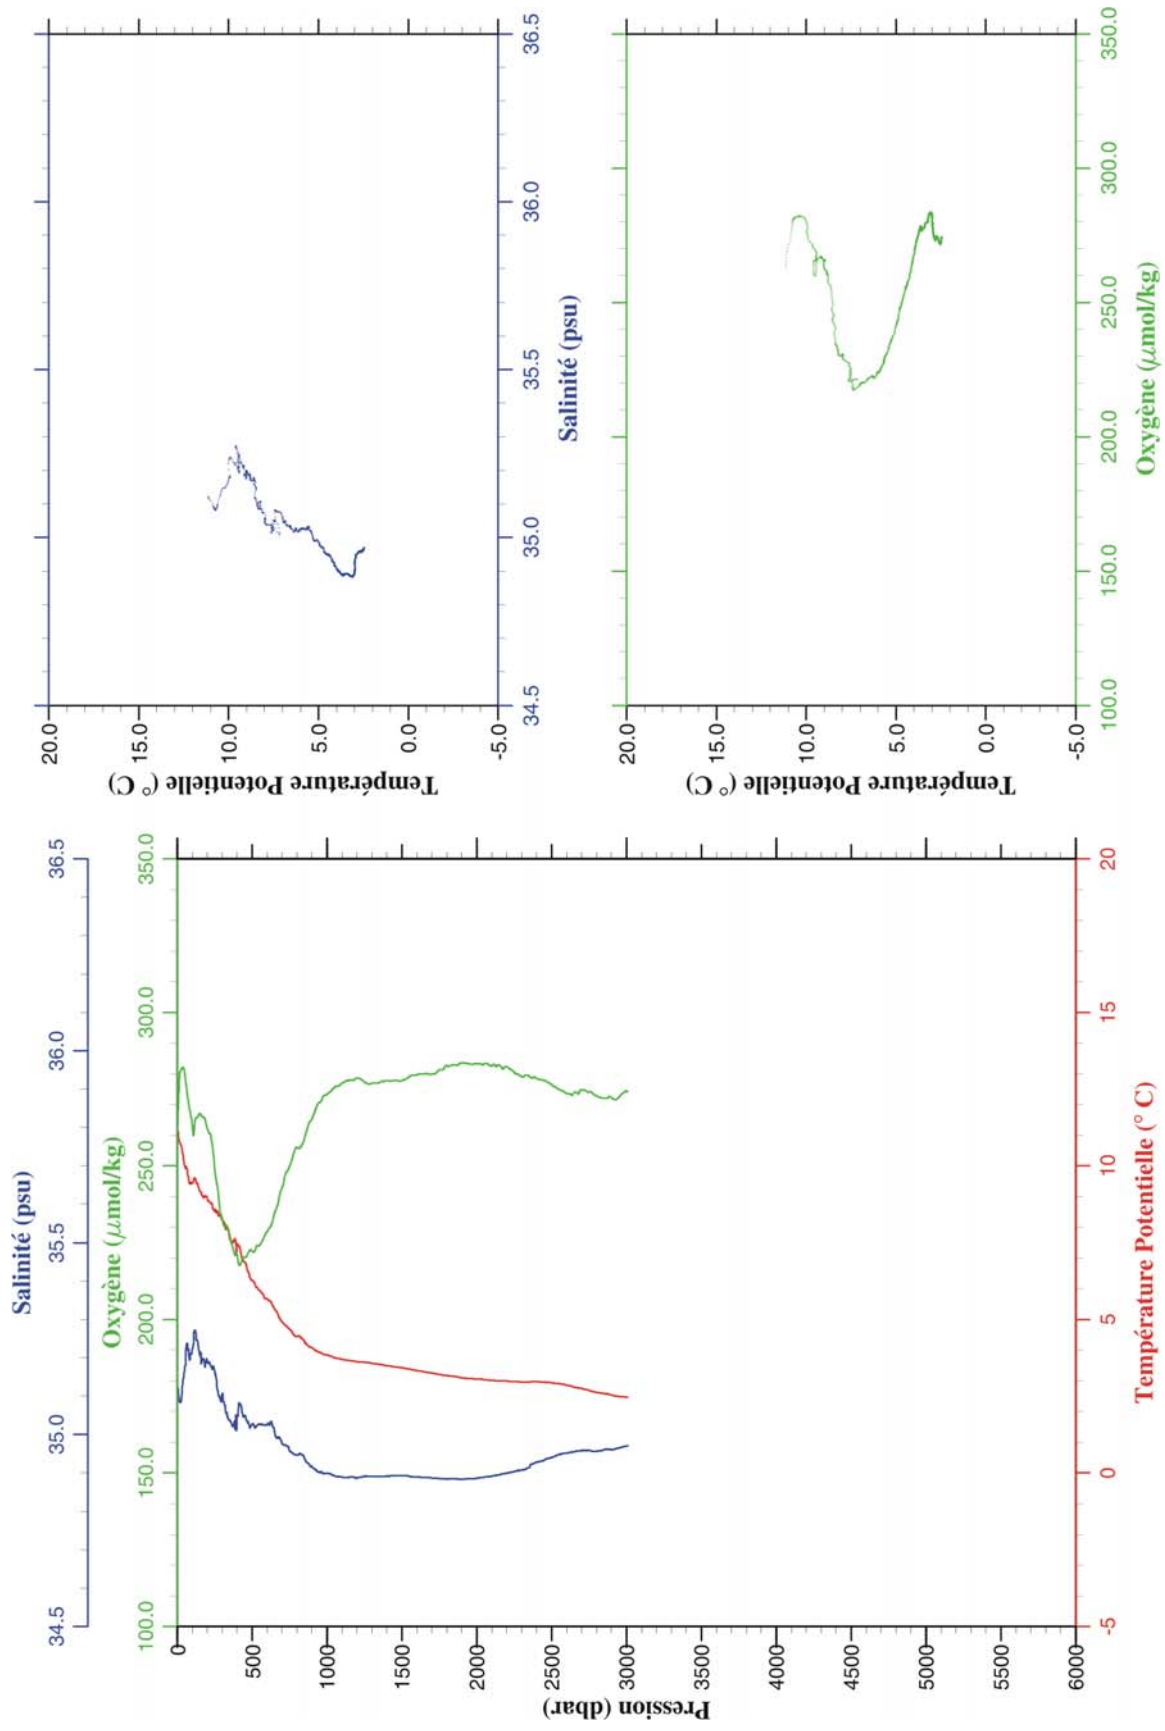 Salinité (psu)
34.5 35.0 35.5 36.0 36.5
Oxygène (μmol/kg)
100.0 150.0 200.0 250.0 300.0 350.0
Pression (dbar)
0
500
1000
1500
2000
2500
3000
3500
4000
4500
5000
5500
6000
-5 0 5 10 15 20
Température Potentielle (° C)
Température Potentielle (° C)
20.0
15.0
10.0
5.0
0.0
-5.0
34.5 35.0 35.5 36.0 36.5
Salinité (psu)
Température Potentielle (° C)
20.0
15.0
10.0
5.0
0.0
-5.0
100.0 150.0 200.0 250.0 300.0 350.0
Oxygène (μmol/kg)